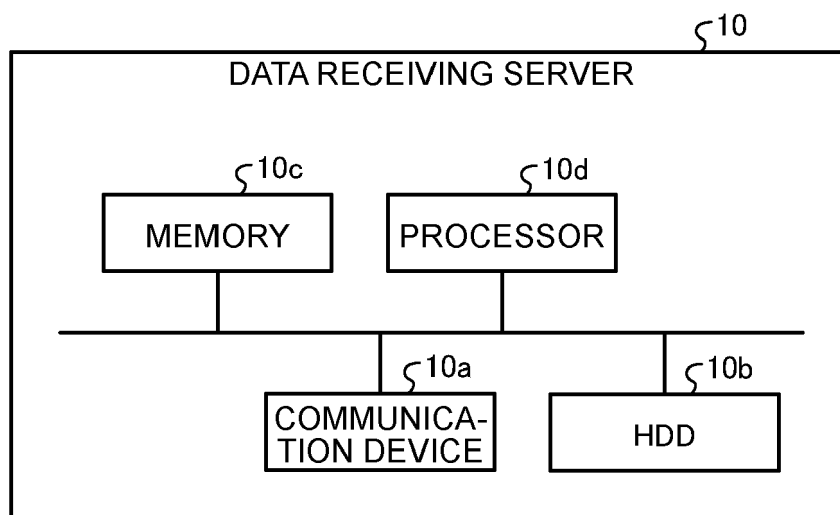 10
DATA RECEIVING SERVER
10c
10d
MEMORY
PROCESSOR
10a
10b
COMMUNICA-
TION DEVICE
HDD